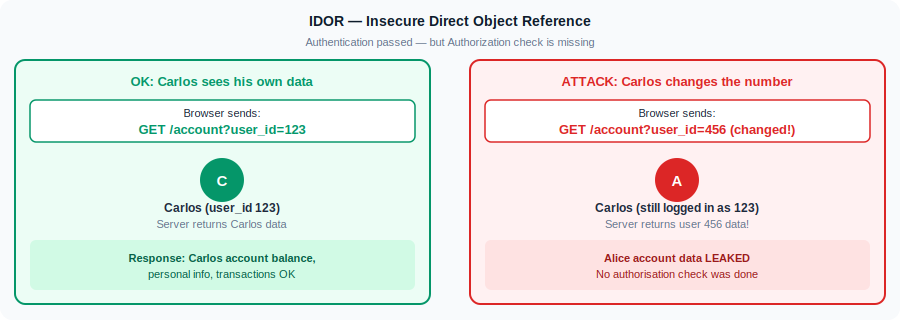 IDOR — Insecure Direct Object Reference
Authentication passed — but Authorization check is missing
OK: Carlos sees his own data
Browser sends:
GET /account?user_id=123
C
Carlos (user_id 123)
Server returns Carlos data
Response: Carlos account balance,
personal info, transactions OK
ATTACK: Carlos changes the number
Browser sends:
GET /account?user_id=456 (changed!)
A
Carlos (still logged in as 123)
Server returns user 456 data!
Alice account data LEAKED
No authorisation check was done